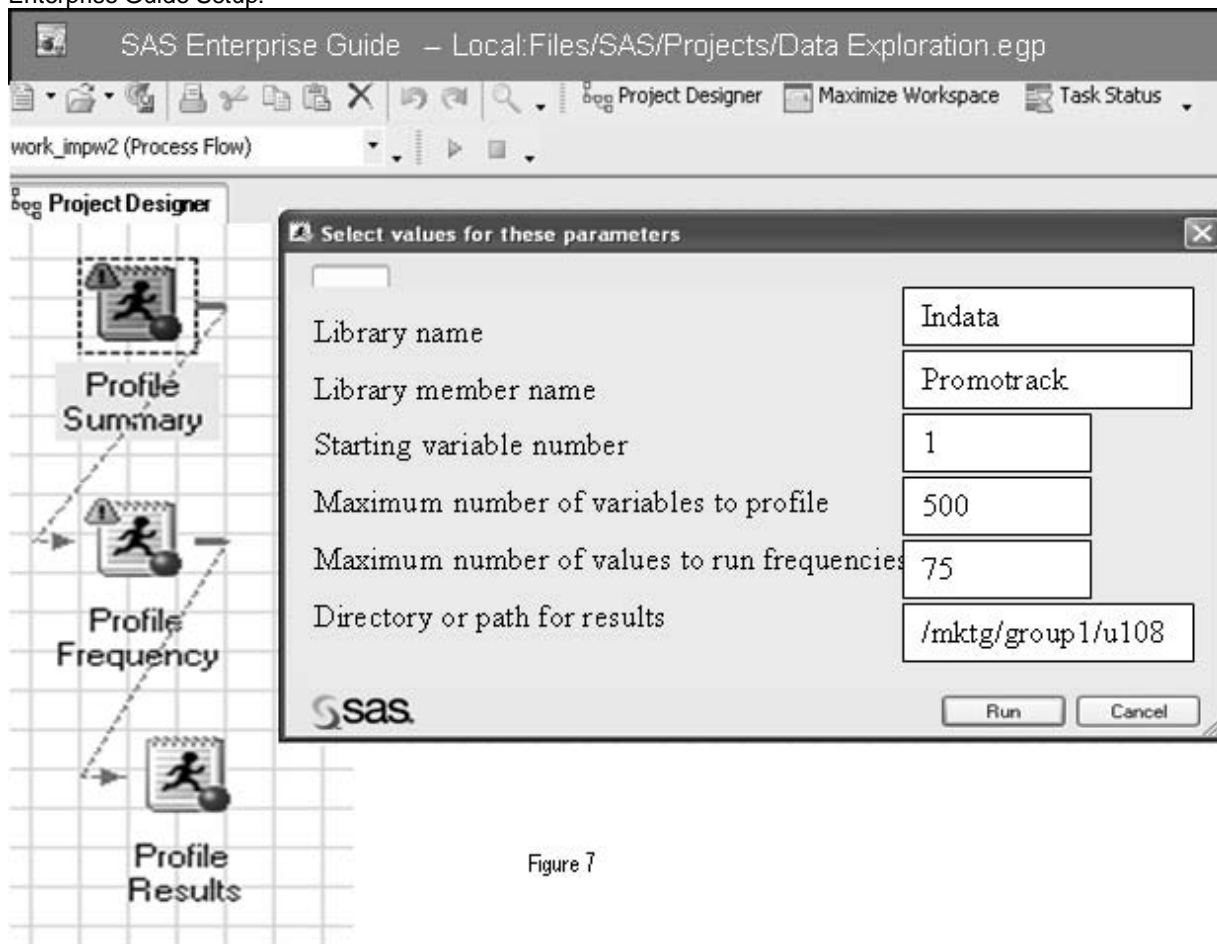 Enterprise Guide Setup.
SAS Enterprise Guide – Local:Files/SAS/Projects/Data Exploration.egp
Project Designer Maximize Workspace Task Status
work_impw2 (Process Flow)
Project Designer
Select values for these parameters
Library name Indata
Library member name Promotrack
Starting variable number 1
Maximum number of variables to profile 500
Maximum number of values to run frequencies 75
Directory or path for results /mktg/group1/u108
sas Run Cancel
Profile
Summary
Profile
Frequency
Profile
Results
Figure 7